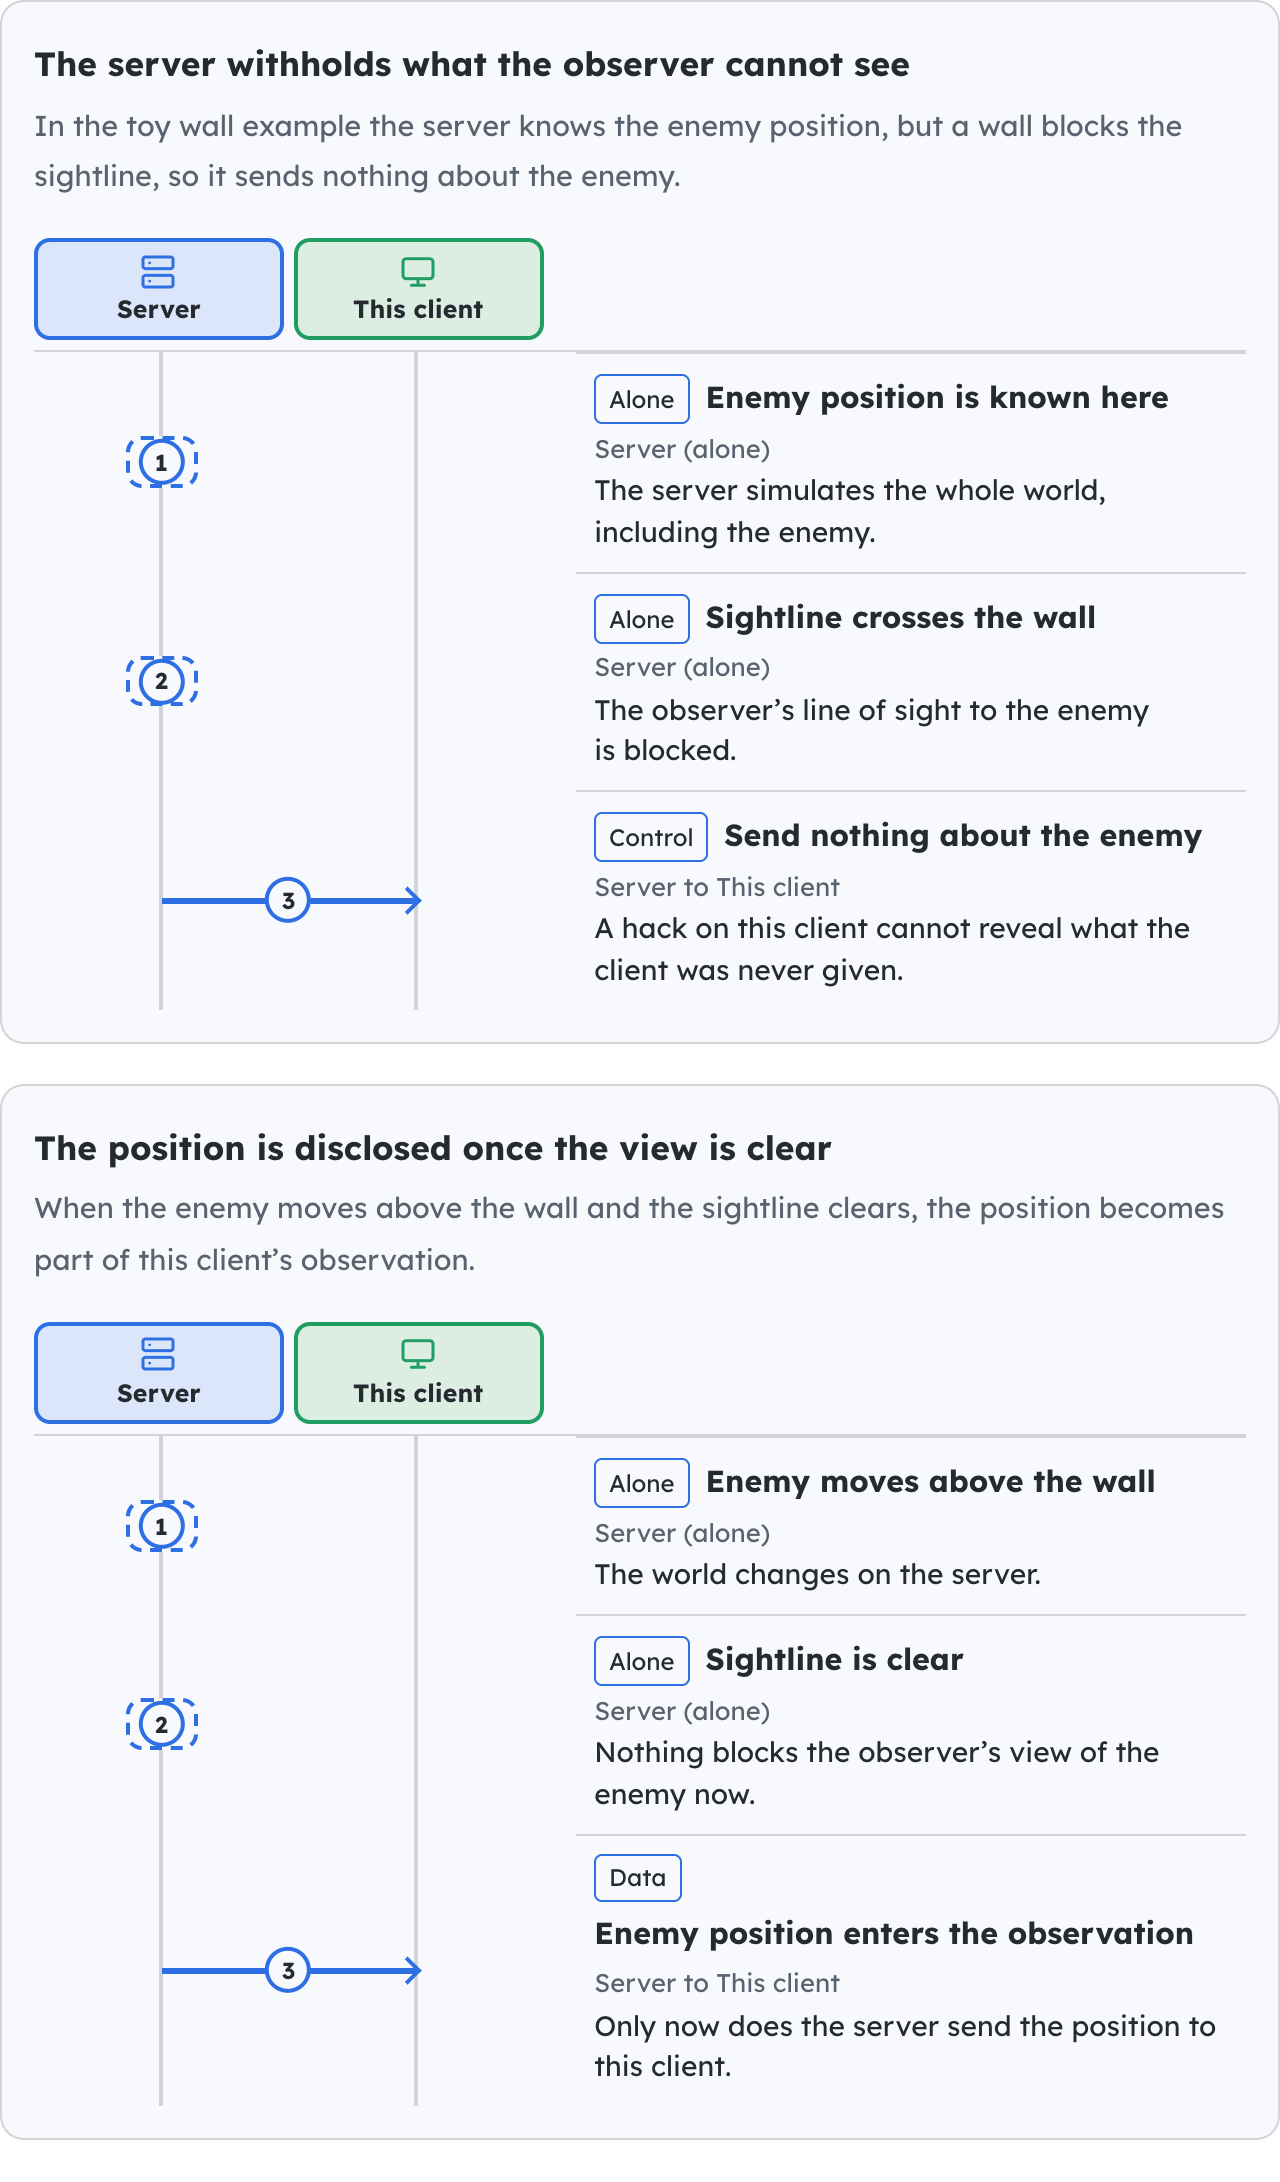 The server withholds what the observer cannot see
In the toy wall example the server knows the enemy position, but a wall blocks the
sightline, so it sends nothing about the enemy.
Server
This client
Alone Enemy position is known here
1
Server (alone)
The server simulates the whole world,
including the enemy.
Alone Sightline crosses the wall
2
Server (alone)
The observer’s line of sight to the enemy
is blocked.
Control Send nothing about the enemy
3
Server to This client
A hack on this client cannot reveal what the
client was never given.
The position is disclosed once the view is clear
When the enemy moves above the wall and the sightline clears, the position becomes
part of this client’s observation.
Server
This client
Alone Enemy moves above the wall
1
Server (alone)
The world changes on the server.
Alone Sightline is clear
2
Server (alone)
Nothing blocks the observer’s view of the
enemy now.
Data
Enemy position enters the observation
3
Server to This client
Only now does the server send the position to
this client.